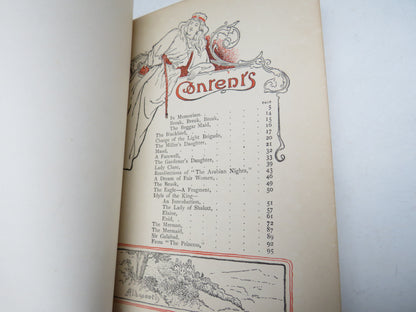 Contents
PAGE
In Memoriam 5
Break, Break, Break, 14
The Beggar Maid, 15
The Blackbird, 16
Charge of the Light Brigade, 17
The Miller's Daughter, 20
Maud, 21
A Farewell, 32
The Gardener's Daughter, 33
Lady Clare, 39
Recollections of "The Arabian Nights," 43
A Dream of Fair Women, 46
The Brook, 49
The Eagle—A Fragment, 50
Idyls of the King—
An Introduction, 51
The Lady of Shalott, 57
Elaine, 61
Enid, 72
The Merman, 87
The Mermaid, 89
Sir Galahad, 92
From "The Princess," 95
Aldworth